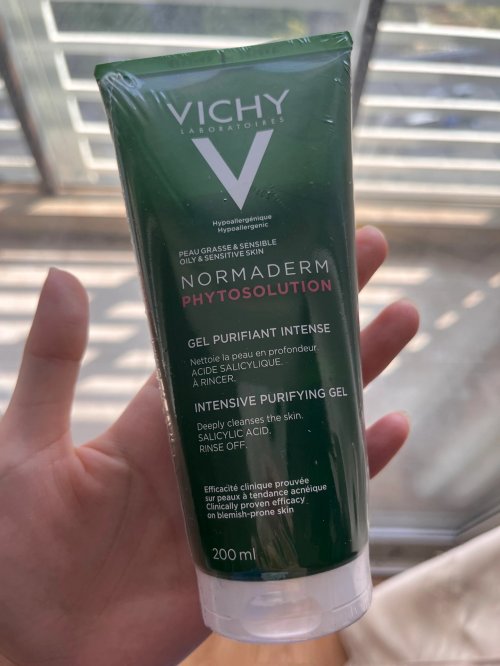 VICHY
LABORATOIRES
V
Hypoallergénique
Hypoallergenic
PEAU GRASSE & SENSIBLE
OILY & SENSITIVE SKIN
NORMADERM
PHYTOSOLUTION
GEL PURIFIANT INTENSE
Nettoie la peau en profondeur.
ACIDE SALICYLIQUE.
À RINCER.
INTENSIVE PURIFYING GEL
Deeply cleanses the skin.
SALICYLIC ACID.
RINSE OFF.
Efficacité clinique prouvée
sur peaux à tendance acnéique
Clinically proven efficacy
on blemish-prone skin
200 ml